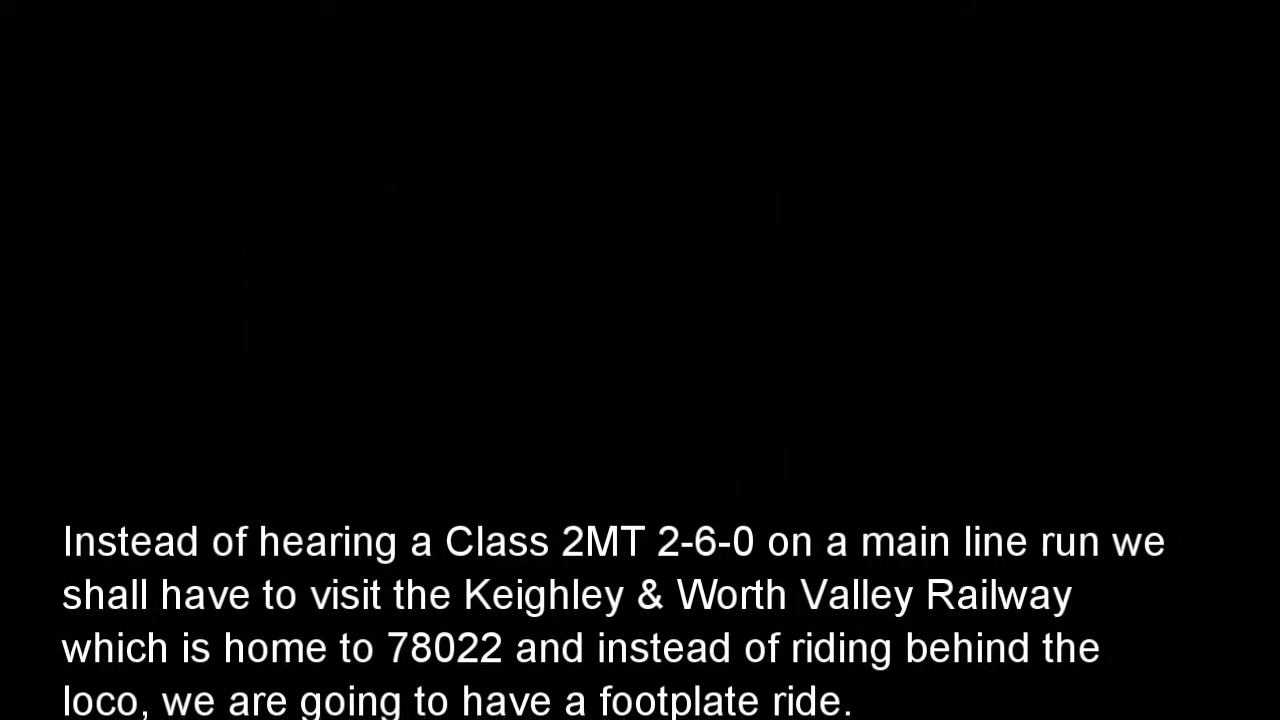 Instead of hearing a Class 2MT 2-6-0 on a main line run we
shall have to visit the Keighley & Worth Valley Railway
which is home to 78022 and instead of riding behind the
loco, we are going to have a footplate ride.